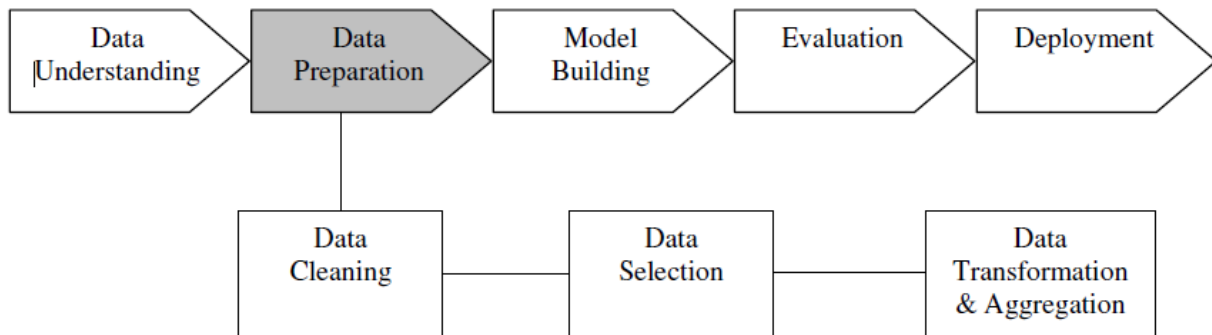 Data
Understanding
Data
Preparation
Model
Building
Evaluation
Deployment
Data
Cleaning
Data
Selection
Data
Transformation
& Aggregation